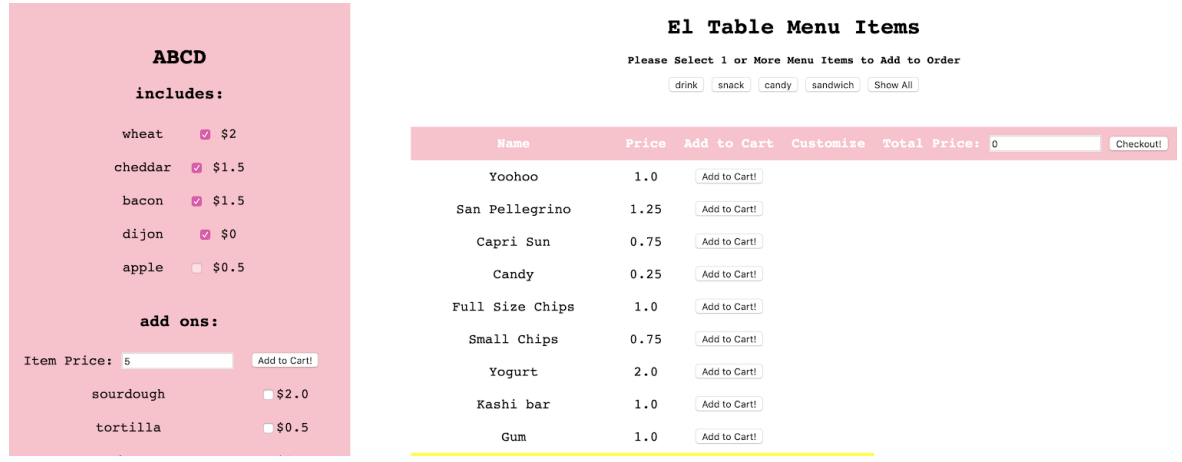 ABCD
includes:
wheat $2
cheddar $1.5
bacon $1.5
dijon $0
apple $0.5
add ons:
Item Price: 5 Add to Cart!
sourdough $2.0
tortilla $0.5
El Table Menu Items
Please Select 1 or More Menu Items to Add to Order
drink snack candy sandwich Show All
Name Price Add to Cart Customize Total Price: 0 Checkout!
Yoohoo 1.0 Add to Cart!
San Pellegrino 1.25 Add to Cart!
Capri Sun 0.75 Add to Cart!
Candy 0.25 Add to Cart!
Full Size Chips 1.0 Add to Cart!
Small Chips 0.75 Add to Cart!
Yogurt 2.0 Add to Cart!
Kashi bar 1.0 Add to Cart!
Gum 1.0 Add to Cart!